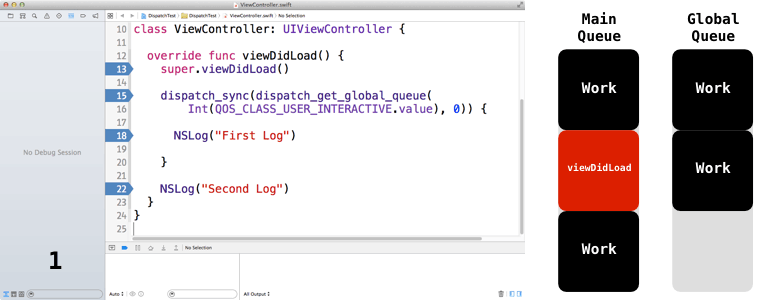 ViewController.swift
DispatchTest
DispatchTest
ViewController.swift
No Selection
10 class ViewController: UIViewController {
11
12 override func viewDidLoad() {
13 super.viewDidLoad()
14
15 dispatch_sync(dispatch_get_global_queue(
16 Int(QOS_CLASS_USER_INTERACTIVE.value), 0)) {
17
18 NSLog("First Log")
19
20 }
21
22 NSLog("Second Log")
23 }
24 }
25
No Debug Session
1
No Selection
Auto
All Output
Main
Queue
Work
viewDidLoad
Work
Global
Queue
Work
Work